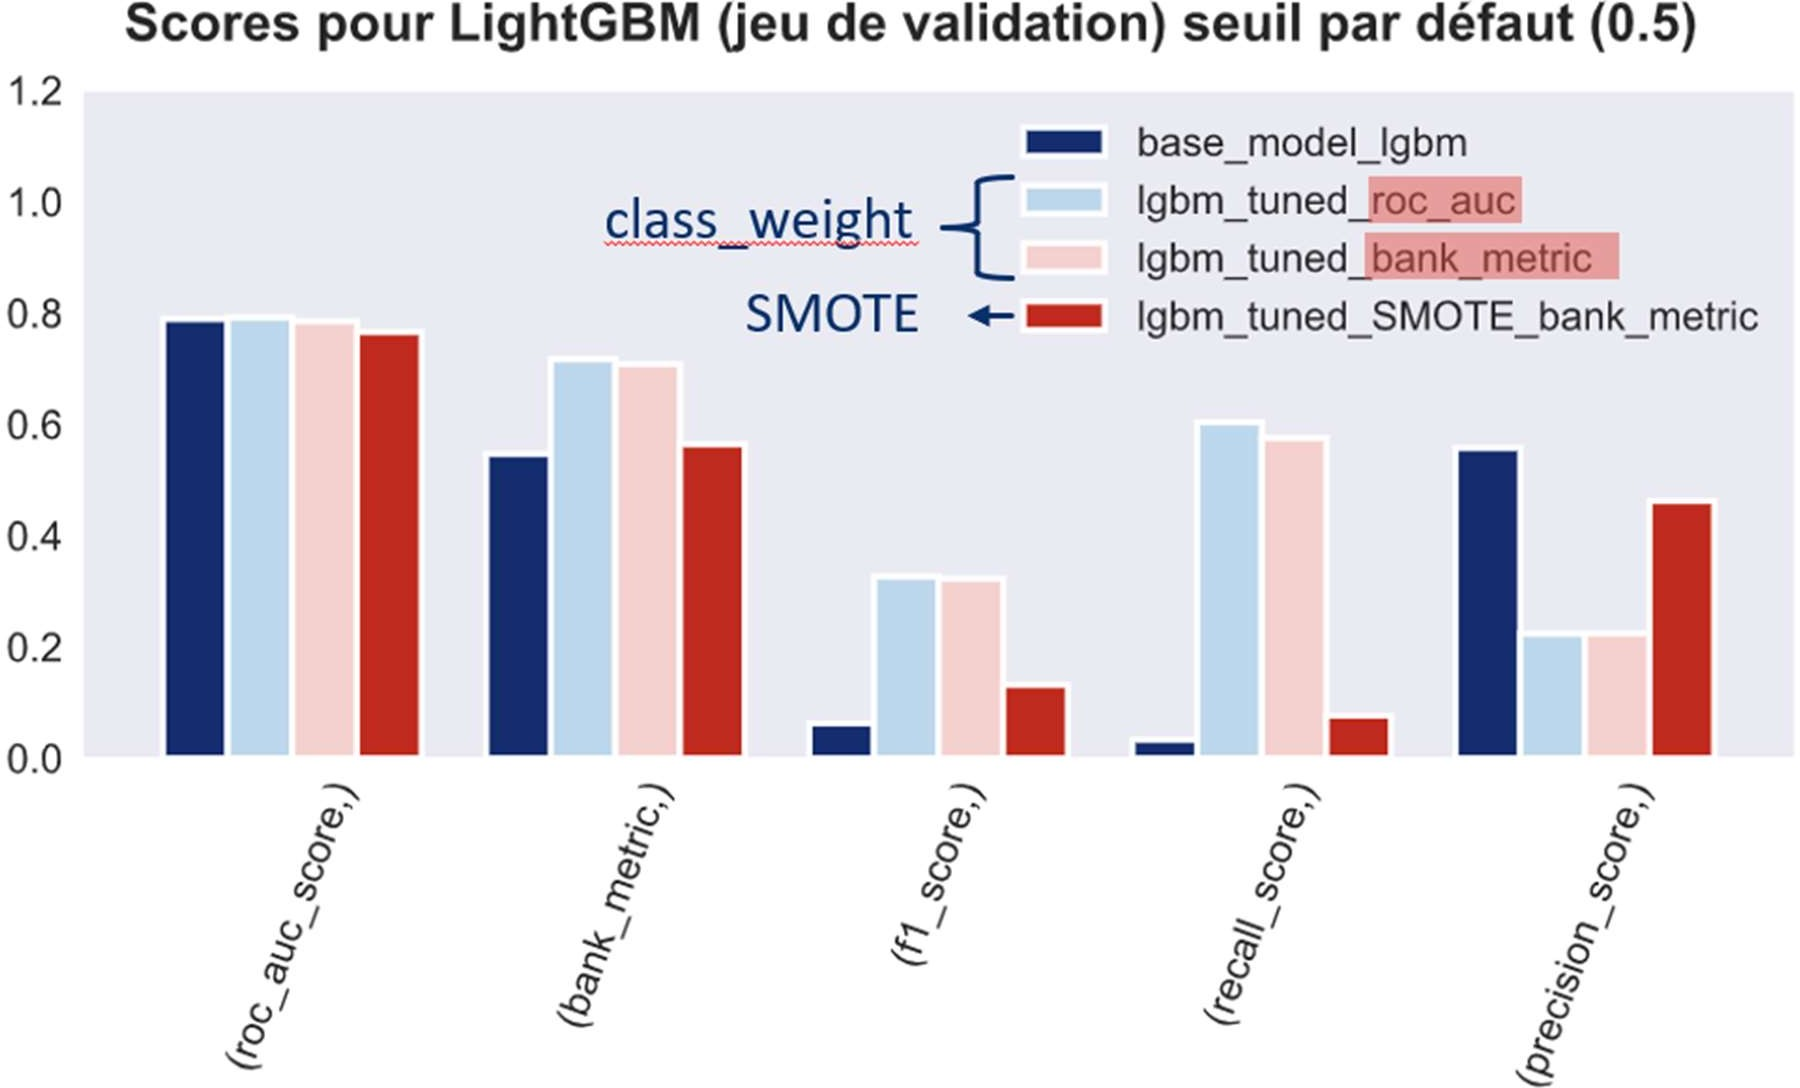 Scores pour LightGBM (jeu de validation) seuil par défaut (0.5)
1.2
1.0
0.8
0.6
0.4
0.2
0.0
base_model_lgbm
lgbm_tuned_roc_auc
lgbm_tuned_bank_metric
lgbm_tuned_SMOTE_bank_metric
class_weight
SMOTE
(roc_auc_score,)
(bank_metric,)
(f1_score,)
(recall_score,)
(precision_score,)